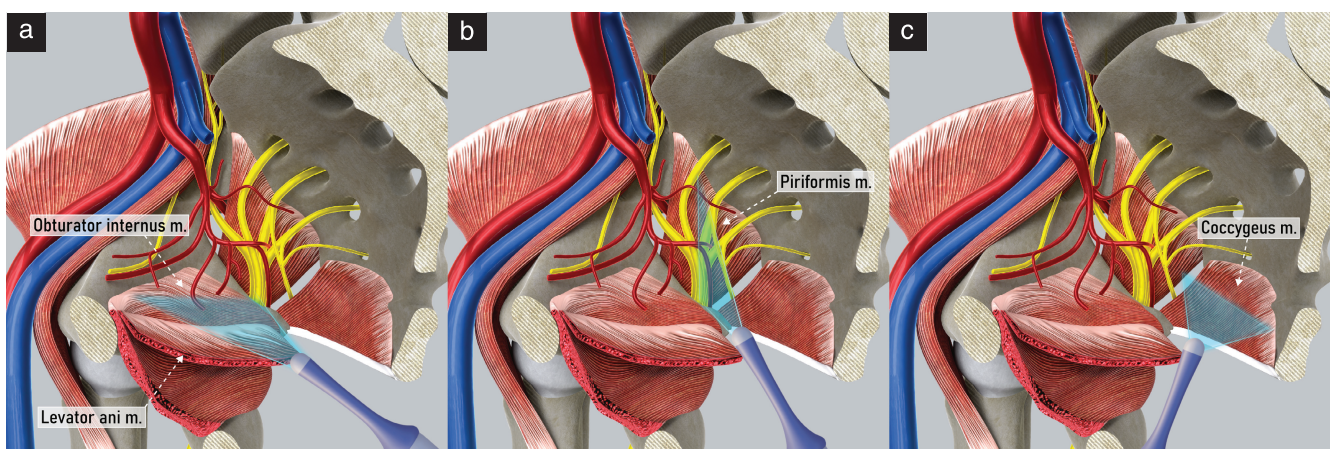 a
Obturator internus m.
Levator ani m.
b
Piriformis m.
c
Coccygeus m.